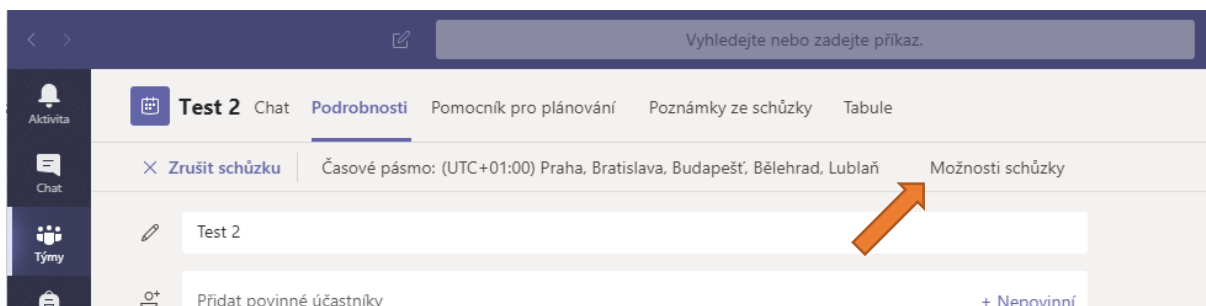 Vyhledejte nebo zadejte příkaz.
Aktivita
Test 2 Chat Podrobnosti Pomocník pro plánování Poznámky ze schůzky Tabule
Zrušit schůzku Časové pásmo: (UTC+01:00) Praha, Bratislava, Budapešť, Bělehrad, Lublaň Možnosti schůzky
Chat
Test 2
Týmy
Přidat povinné účastníky + Nepovinní